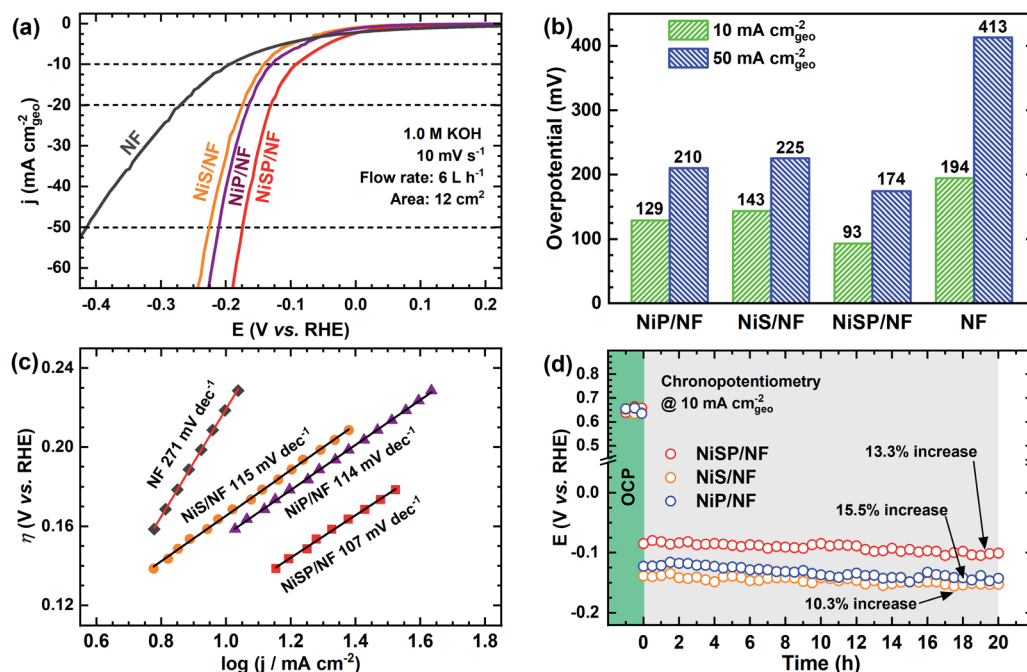 (a)
j (mA cm⁻²geo)
0
-10
-20
-30
-40
-50
-60
NF
NiS/NF
NiP/NF
NiSP/NF
1.0 M KOH
10 mV s⁻¹
Flow rate: 6 L h⁻¹
Area: 12 cm²
-0.4 -0.3 -0.2 -0.1 0.0 0.1 0.2
E (V vs. RHE)
(b)
Overpotential (mV)
400
300
200
100
0
10 mA cm⁻²geo
50 mA cm⁻²geo
129 210 143 225 93 174 194 413
NiP/NF NiS/NF NiSP/NF NF
(c)
η (V vs. RHE)
0.24
0.20
0.16
0.12
NF 271 mV dec⁻¹
NiS/NF 115 mV dec⁻¹
NiP/NF 114 mV dec⁻¹
NiSP/NF 107 mV dec⁻¹
0.6 0.8 1.0 1.2 1.4 1.6
log (j / mA cm⁻²)
(d)
E (V vs. RHE)
0.8
0.7
0.6
0.5
0.0
-0.1
-0.2
OCP
Chronopotentiometry
@ 10 mA cm⁻²geo
NiSP/NF
NiS/NF
NiP/NF
13.3% increase
15.5% increase
10.3% increase
0 2 4 6 8 10 12 14 16 18 20
Time (h)